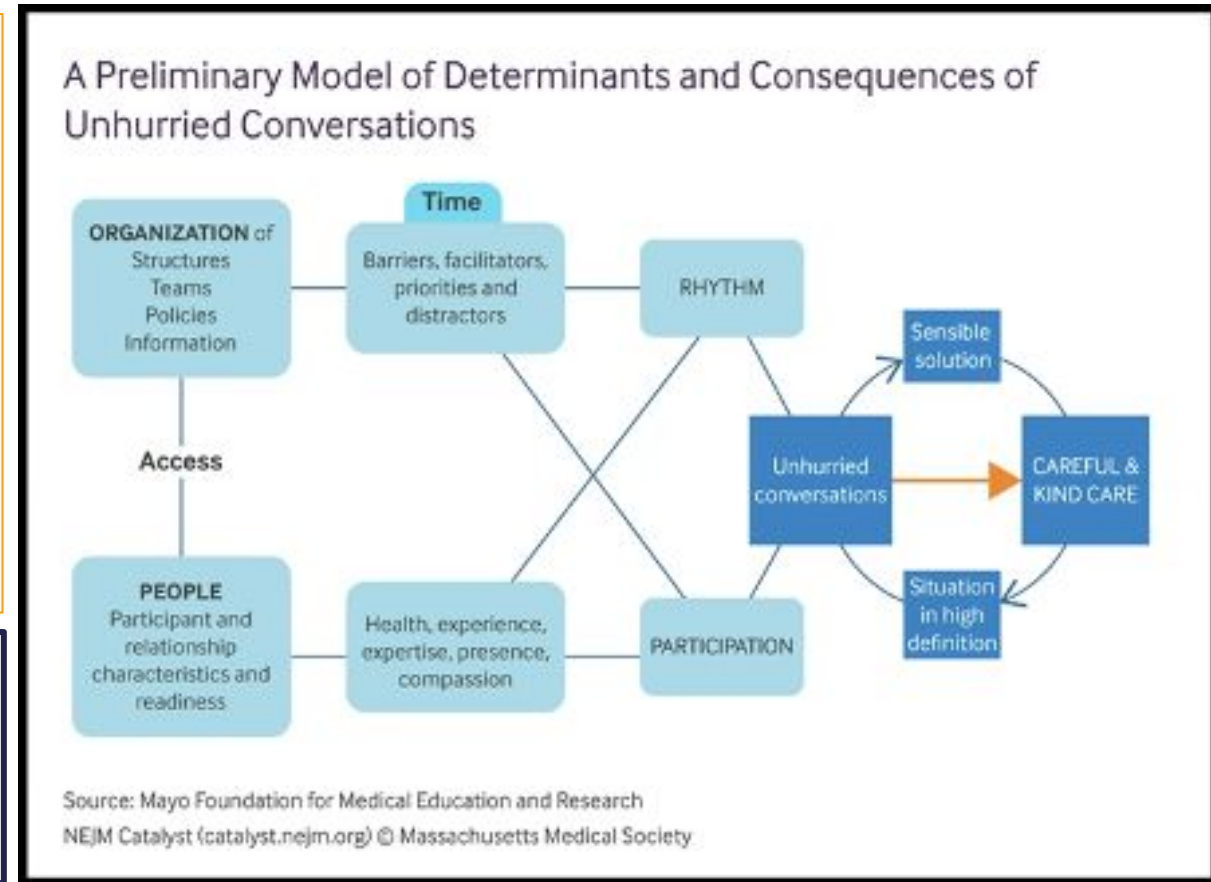 A Preliminary Model of Determinants and Consequences of
Unhurried Conversations
ORGANIZATION of
Structures
Teams
Policies
Information
Time
Barriers, facilitators,
priorities and
distractors
RHYTHM
Sensible
solution
Access
Unhurried
conversations
CAREFUL &
KIND CARE
PEOPLE
Participant and
relationship
characteristics and
readiness
Health, experience,
expertise, presence,
compassion
PARTICIPATION
Situation
in high
definition
Source: Mayo Foundation for Medical Education and Research
NEJM Catalyst (catalyst.nejm.org) © Massachusetts Medical Society